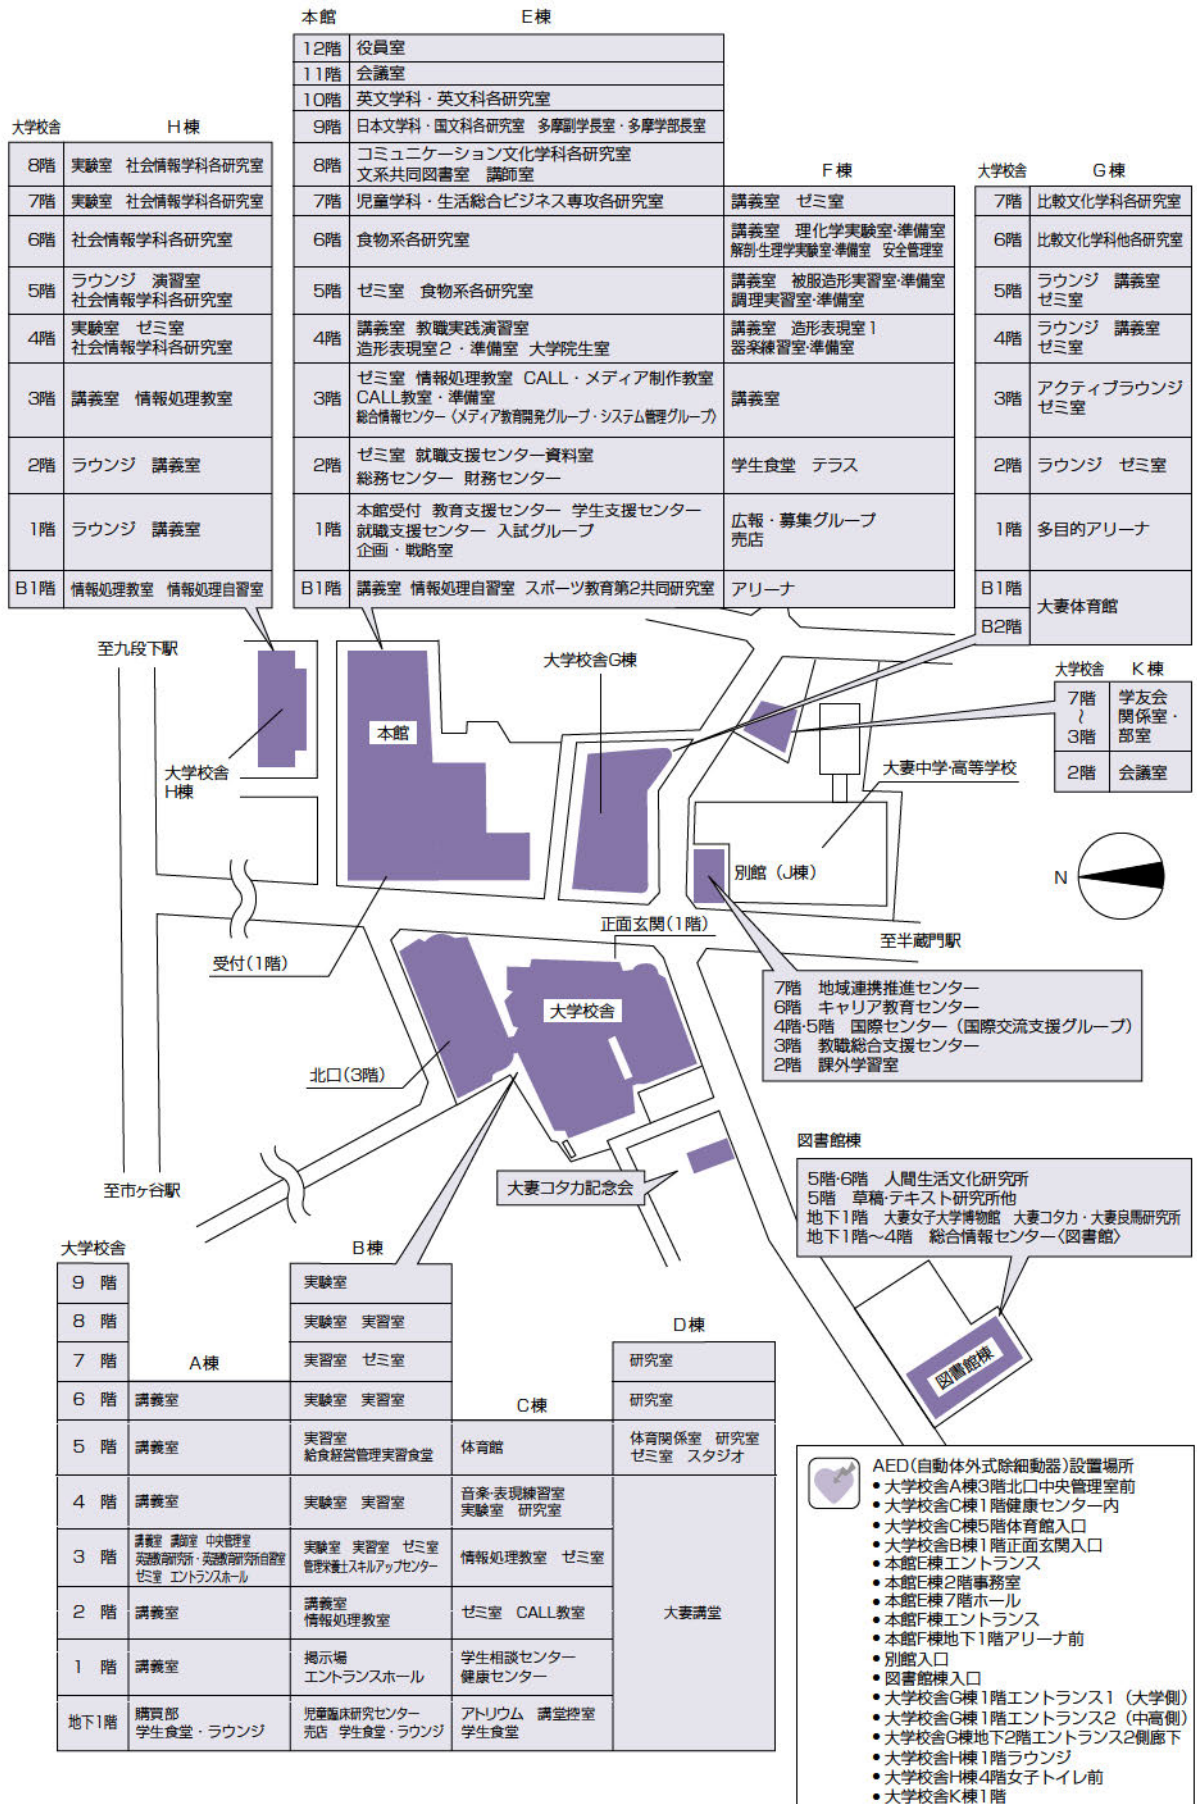 本館 E棟
12階 役員室
11階 会議室
10階 英文学科・英文科各研究室
9階 日本文学科・国文科各研究室 多摩副学長室・多摩学部長室
8階 コミュニケーション文化学科各研究室
文系共同図書室 講師室
7階 児童学科・生活総合ビジネス専攻各研究室
6階 食物系各研究室
5階 ゼミ室 食物系各研究室
4階 講義室 教職実践演習室
造形表現室2・準備室 大学院生室
3階 ゼミ室 情報処理教室 CALL・メディア制作教室
CALL教室・準備室
総合情報センター〈メディア教育開発グループ・システム管理グループ〉
2階 ゼミ室 就職支援センター資料室
総務センター 財務センター
1階 本館受付 教育支援センター 学生支援センター
就職支援センター 入試グループ
企画・戦略室
B1階 講義室 情報処理自習室 スポーツ教育第2共同研究室
F棟
講義室 ゼミ室
講義室 理化学実験室・準備室
解剖・生理学実験室・準備室 安全管理室
講義室 被服造形実習室・準備室
調理実習室・準備室
講義室 造形表現室1
器楽練習室・準備室
講義室
学生食堂 テラス
広報・募集グループ
売店
アリーナ
大学校舎 H棟
8階 実験室 社会情報学科各研究室
7階 実験室 社会情報学科各研究室
6階 社会情報学科各研究室
5階 ラウンジ 演習室
社会情報学科各研究室
4階 実験室 ゼミ室
社会情報学科各研究室
3階 講義室 情報処理教室
2階 ラウンジ 講義室
1階 ラウンジ 講義室
B1階 情報処理教室 情報処理自習室
大学校舎 G棟
7階 比較文化学科各研究室
6階 比較文化学科他各研究室
5階 ラウンジ 講義室
ゼミ室
4階 ラウンジ 講義室
ゼミ室
3階 アクティブラウンジ
ゼミ室
2階 ラウンジ ゼミ室
1階 多目的アリーナ
B1階
大妻体育館
B2階
大学校舎 K棟
7階
〜
3階
学友会
関係室・
部室
2階 会議室
至九段下駅
大学校舎G棟
本館
大学校舎
H棟
大妻中学・高等学校
別館（J棟）
N
正面玄関(1階)
至半蔵門駅
受付(1階)
大学校舎
北口(3階)
7階 地域連携推進センター
6階 キャリア教育センター
4階・5階 国際センター（国際交流支援グループ）
3階 教職総合支援センター
2階 課外学習室
図書館棟
5階・6階 人間生活文化研究所
5階 草稿・テキスト研究所他
地下1階 大妻女子大学博物館 大妻コタカ・大妻良馬研究所
地下1階〜4階 総合情報センター〈図書館〉
至市ヶ谷駅
大妻コタカ記念会
図書館棟
大学校舎
A棟
B棟
C棟
D棟
9 階 実験室
8 階 実験室 実習室
7 階 実習室 ゼミ室 研究室
6 階 講義室 実験室 実習室 研究室
5 階 講義室 実習室
給食経営管理実習食堂 体育館 体育関係室 研究室
ゼミ室 スタジオ
4 階 講義室 実験室 実習室 音楽・表現練習室
実験室 研究室
3 階 講義室 講師室 中央管理室
英語教育研究所・英語教育研究所自習室
ゼミ室 エントランスホール
実験室 実習室 ゼミ室
管理栄養士スキルアップセンター
情報処理教室 ゼミ室
2 階 講義室 講義室
情報処理教室 ゼミ室 CALL教室 大妻講堂
1 階 講義室 掲示場
エントランスホール 学生相談センター
健康センター
地下1階 購買部
学生食堂・ラウンジ
児童臨床研究センター
売店 学生食堂・ラウンジ
アトリウム 講堂控室
学生食堂
AED(自動体外式除細動器)設置場所
●大学校舎A棟3階北口中央管理室前
●大学校舎C棟1階健康センター内
●大学校舎C棟5階体育館入口
●大学校舎B棟1階正面玄関入口
●本館E棟エントランス
●本館E棟2階事務室
●本館E棟7階ホール
●本館F棟エントランス
●本館F棟地下1階アリーナ前
●別館入口
●図書館棟入口
●大学校舎G棟1階エントランス1（大学側）
●大学校舎G棟1階エントランス2（中高側）
●大学校舎G棟地下2階エントランス2側廊下
●大学校舎H棟1階ラウンジ
●大学校舎H棟4階女子トイレ前
●大学校舎K棟1階